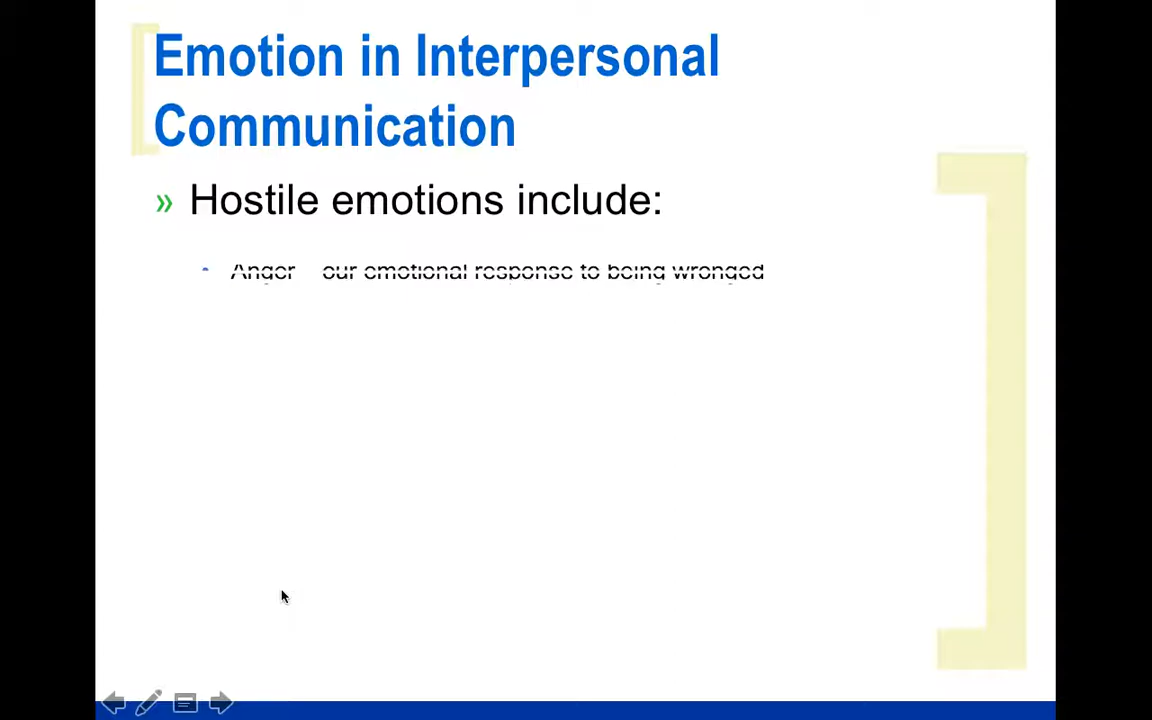 Emotion in Interpersonal
Communication
» Hostile emotions include:
• Anger – our emotional response to being wronged